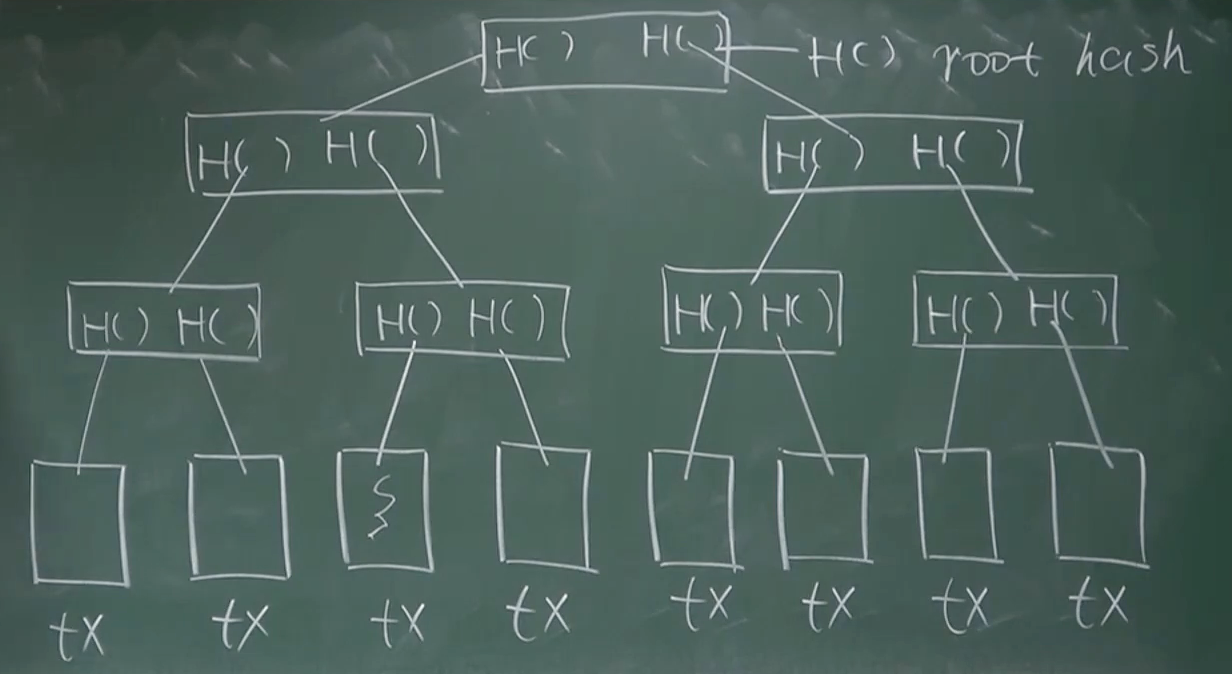 H( ) H( ) H( ) root hash
H( ) H( ) H( ) H( )
H( ) H( ) H( ) H( ) H( ) H( ) H( ) H( )
tx tx tx tx tx tx tx tx